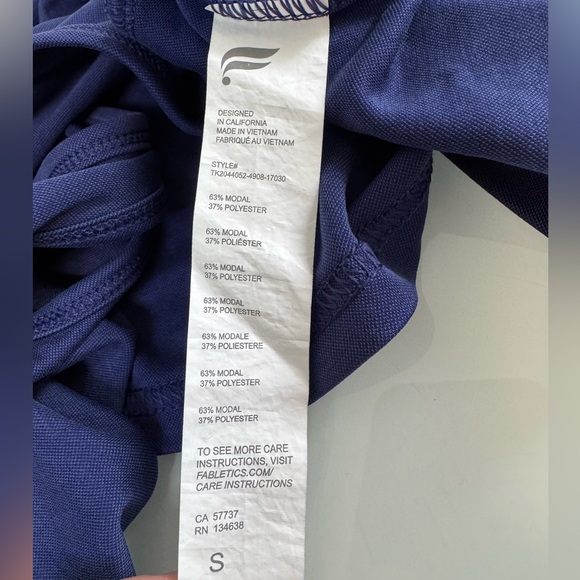 DESIGNED
IN CALIFORNIA
MADE IN VIETNAM
FABRIQUÉ AU VIETNAM
STYLE#
TK2044052-4908-17030
63% MODAL
37% POLYESTER
63% MODAL
37% POLIÉSTER
63% MODAL
37% POLYESTER
63% MODAL
37% POLYESTER
63% MODALE
37% POLIESTERE
63% MODAL
37% POLYESTER
63% MODAL
37% POLYESTER
TO SEE MORE CARE
INSTRUCTIONS, VISIT
FABLETICS.COM/
CARE INSTRUCTIONS
CA 57737
RN 134638
S